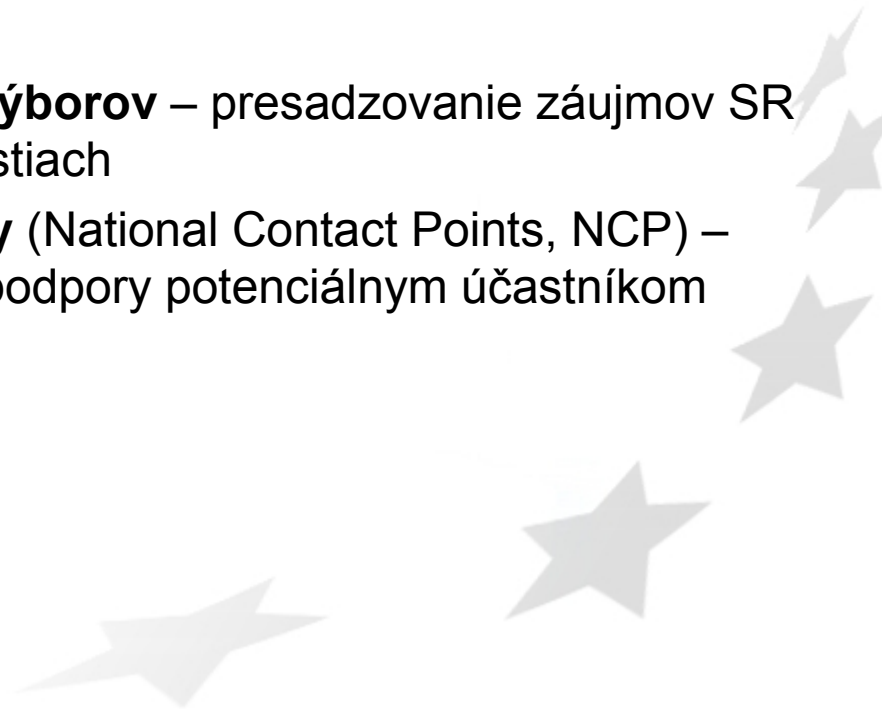 ýborov – presadzovanie záujmov SR
stiach
y (National Contact Points, NCP) –
podpory potenciálnym účastníkom